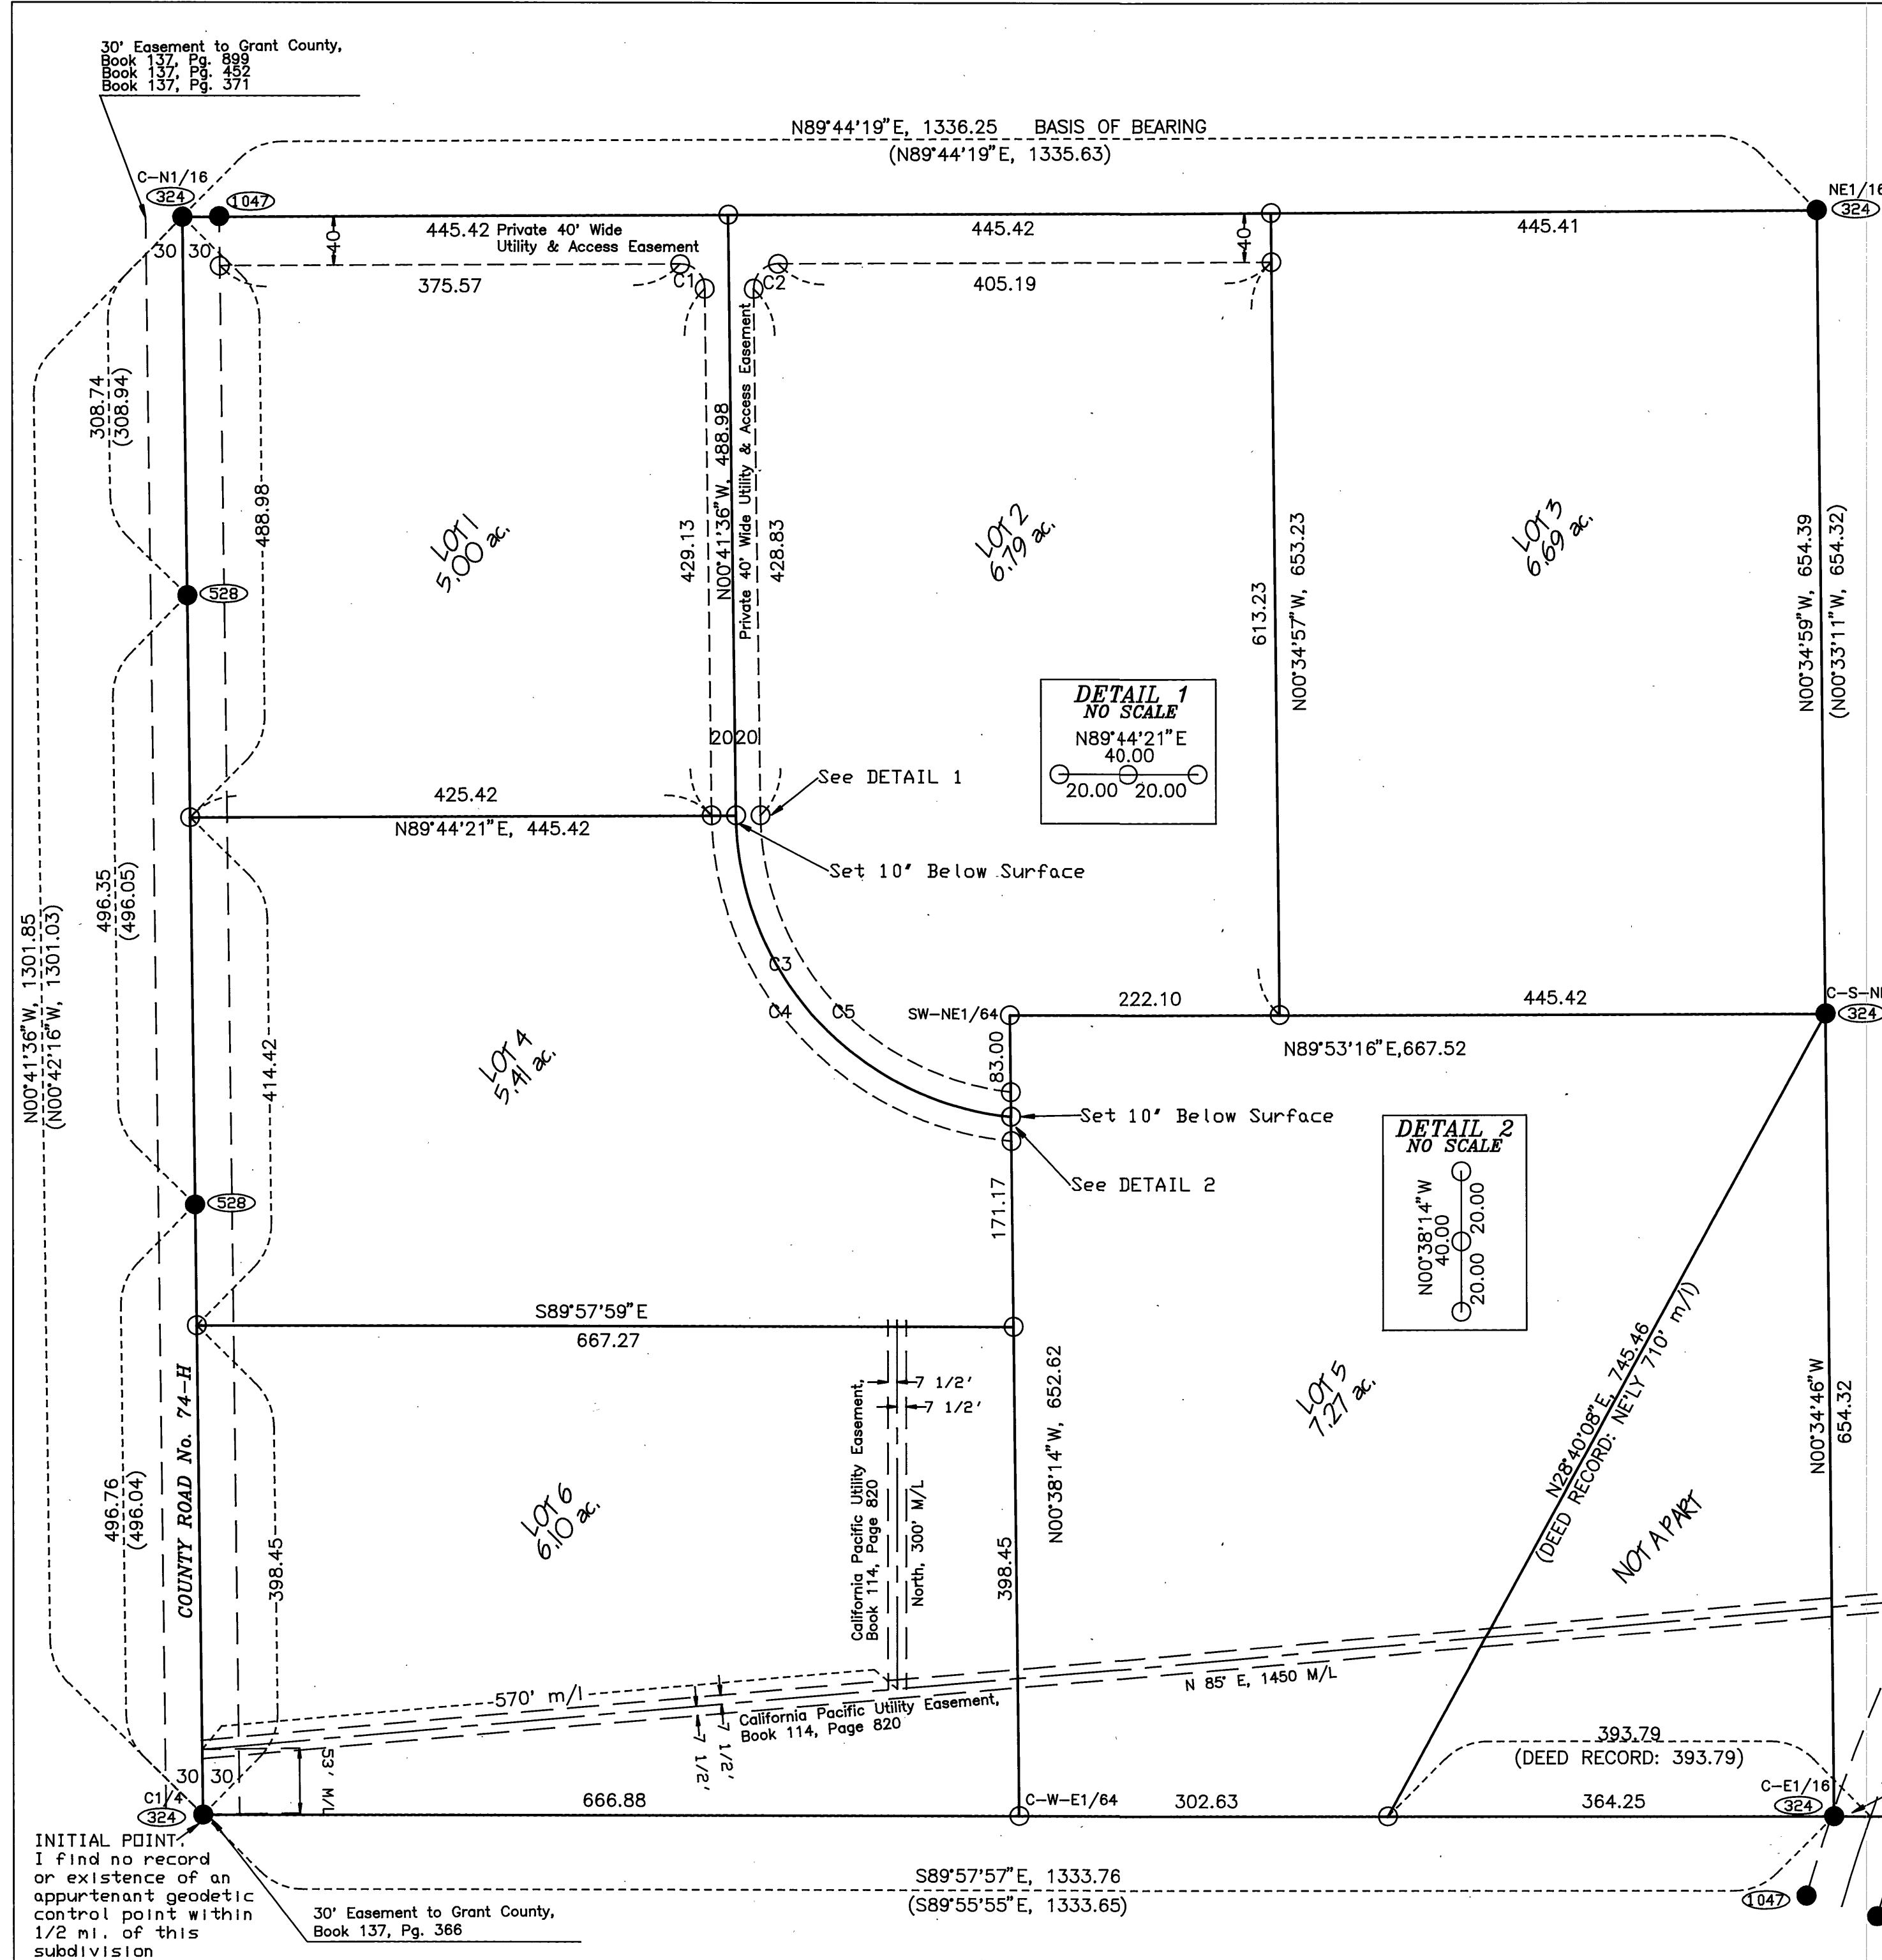 30' Easement to Grant County,
Book 137, Pg. 899
Book 137, Pg. 452
Book 137, Pg. 371
N89°44'19"E, 1336.25 BASIS OF BEARING
(N89°44'19"E, 1335.63)
C-N1/16
324
1047
NE1/16
324
445.42
Private 40' Wide
Utility & Access Easement
40
445.42
40
445.41
30
30
375.57
C1
C2
405.19
308.74
(308.94)
488.98
LOT 1
5.00 ac.
429.13
N00°41'36"W, 488.98
Private 40' Wide Utility & Access Easement
428.83
LOT 2
6.79 ac.
613.23
N00°34'57"W, 653.23
LOT 3
6.69 ac.
N00°34'59"W, 654.39
(N00°33'11"W, 654.32)
528
DETAIL 1
NO SCALE
N89°44'21"E
40.00
20.00
20.00
20
20
See DETAIL 1
425.42
N89°44'21"E, 445.42
Set 10" Below Surface
496.35
(496.05)
N00°41'36"W, 1301.85
(N00°42'16"W, 1301.03)
C3
C4
C5
SW-NE1/64
222.10
445.42
C-S-NE
324
N89°53'16"E,667.52
83.00
LOT 4
5.41 ac.
414.42
Set 10" Below Surface
See DETAIL 2
171.17
DETAIL 2
NO SCALE
N00°38'14"W
40.00
20.00
20.00
528
S89°57'59"E
667.27
COUNTY ROAD No. 74-H
7 1/2'
7 1/2'
California Pacific Utility Easement,
Book 114, Page 820
North, 300' M/L
N00°38'14"W, 652.62
LOT 5
7.27 ac.
N28°40'08"E, 745.46
(DEED RECORD: NE'LY 710' m/l)
N00°34'46"W
654.32
NOT A PART
496.76
(496.04)
LOT 6
6.10 ac.
398.45
398.45
570' m/l
7 1/2'
7 1/2'
California Pacific Utility Easement,
Book 114, Page 820
N 85° E, 1450 M/L
53' M/L
393.79
(DEED RECORD: 393.79)
30
30
C1/4
324
666.88
C-W-E1/64
302.63
364.25
C-E1/16
324
INITIAL POINT,
I find no record
or existence of an
appurtenant geodetic
control point within
1/2 mi. of this
subdivision
S89°57'57"E, 1333.76
(S89°55'55"E, 1333.65)
1047
30' Easement to Grant County,
Book 137, Pg. 366